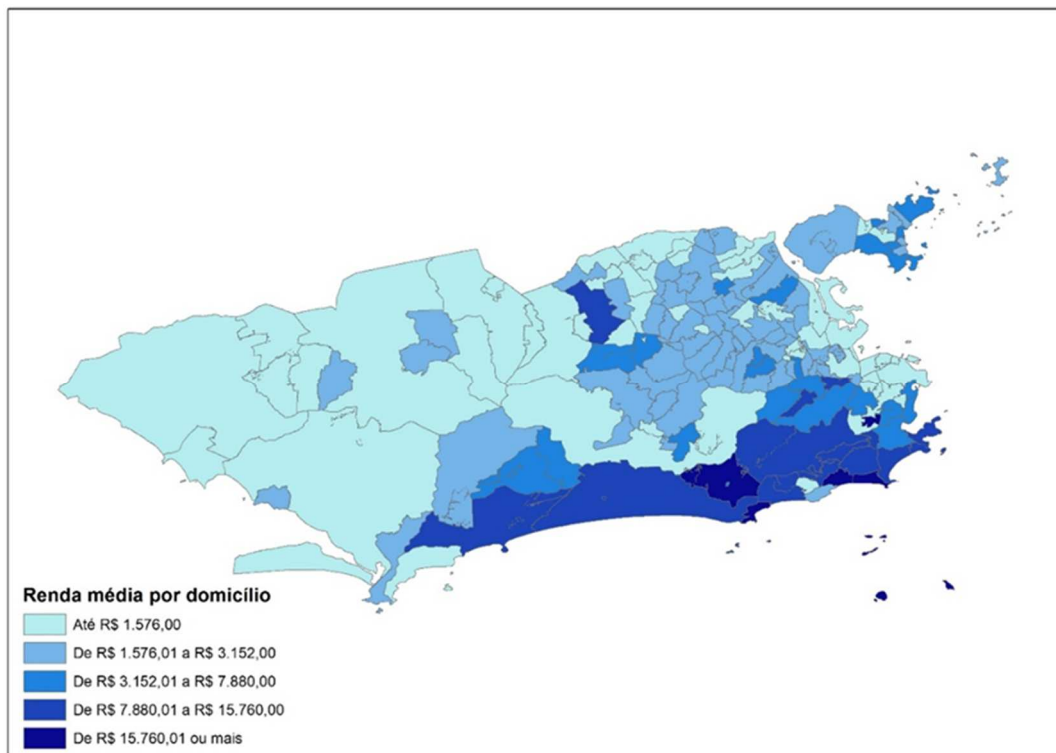 Renda média por domicílio
Até R$ 1.576,00
De R$ 1.576,01 a R$ 3.152,00
De R$ 3.152,01 a R$ 7.880,00
De R$ 7.880,01 a R$ 15.760,00
De R$ 15.760,01 ou mais